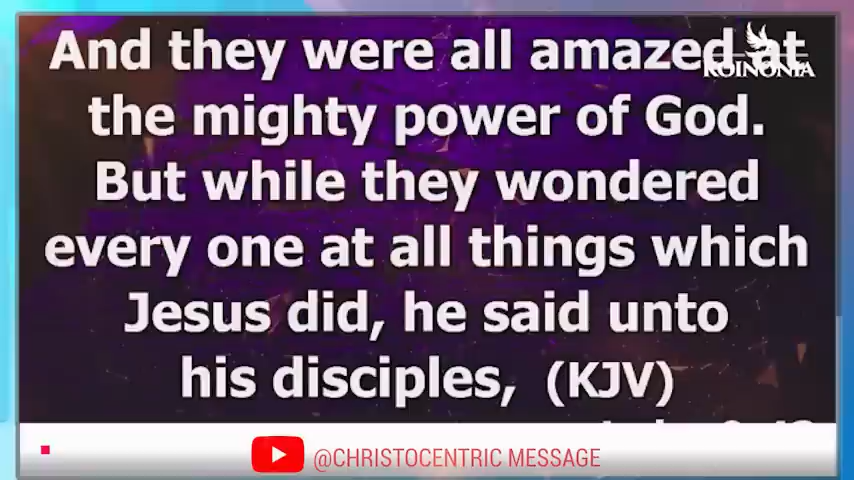 And they were all amazed at
KOINONIA
the mighty power of God.
But while they wondered
every one at all things which
Jesus did, he said unto
his disciples, (KJV)
@CHRISTOCENTRIC MESSAGE